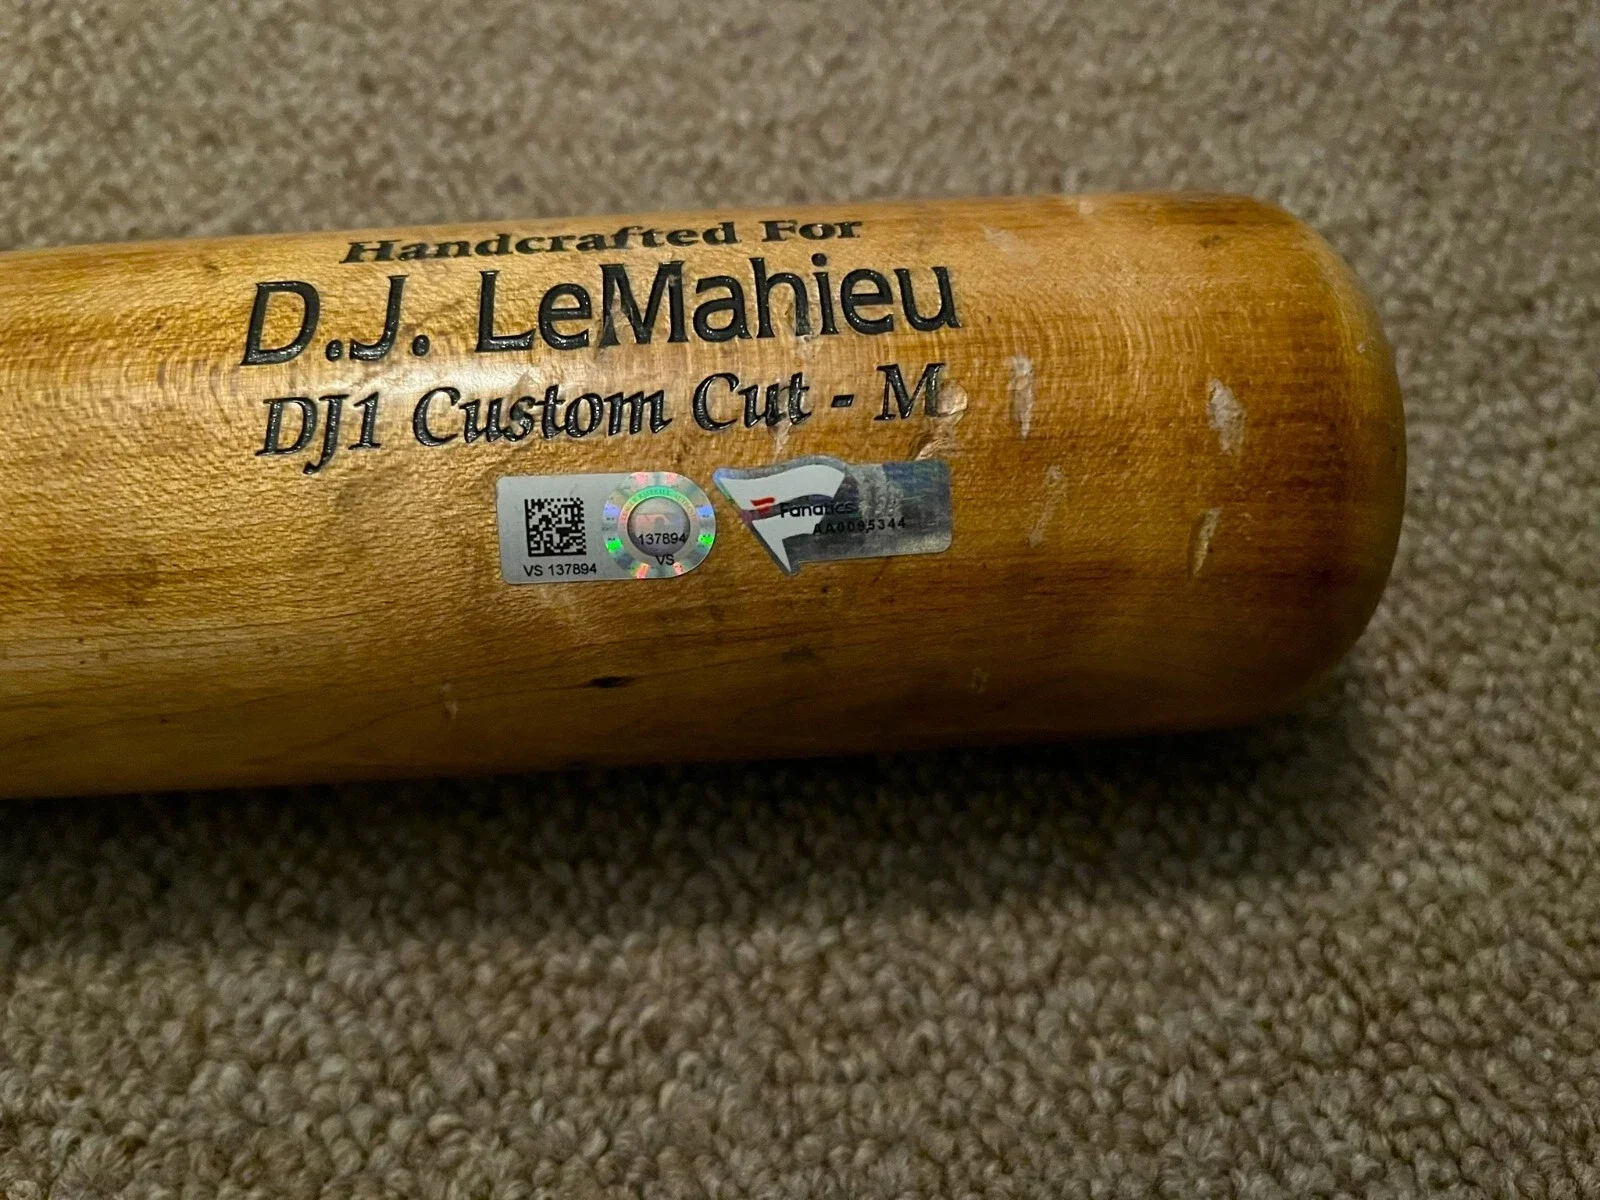 Handcrafted For
D.J. LeMahieu
DJ1 Custom Cut - M
137894
VS
VS 137894
Fanatics
AA0095344